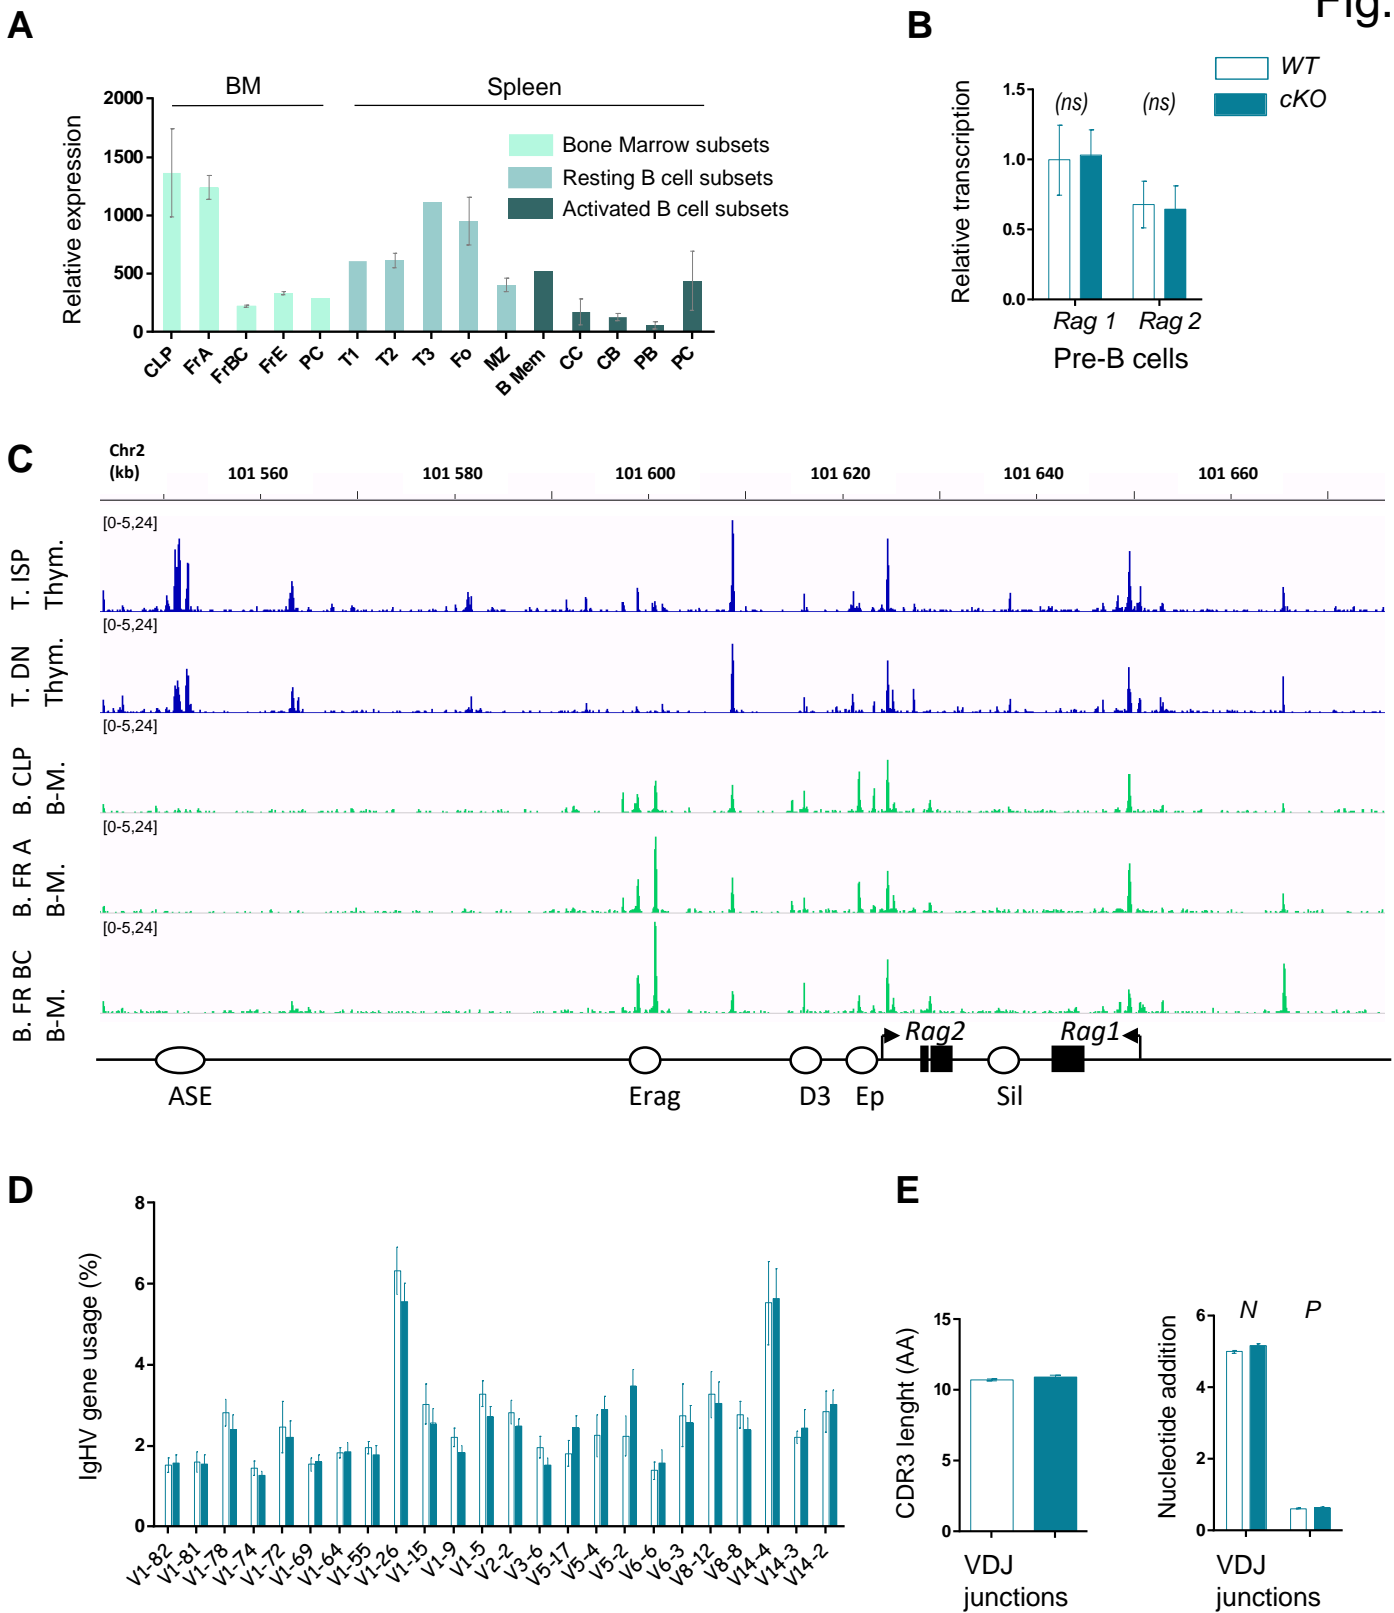 Fig.
A
BM
Spleen
Relative expression
2000
1500
1000
500
0
Bone Marrow subsets
Resting B cell subsets
Activated B cell subsets
CLP
FrA
FrBC
FrE
PC
T1
T2
T3
Fo
MZ
B Mem
CC
CB
PB
PC
B
WT
cKO
Relative transcription
1.5
1.0
0.5
0.0
(ns)
(ns)
Rag 1
Rag 2
Pre-B cells
C
Chr2
(kb)
101 560
101 580
101 600
101 620
101 640
101 660
T. ISP
Thym.
[0-5,24]
T. DN
Thym.
[0-5,24]
B. CLP
B-M.
[0-5,24]
B. FR A
B-M.
[0-5,24]
B. FR BC
B-M.
[0-5,24]
Rag2
Rag1
ASE
Erag
D3
Ep
Sil
D
IgHV gene usage (%)
8
6
4
2
0
V1-82
V1-81
V1-78
V1-74
V1-72
V1-69
V1-64
V1-55
V1-26
V1-15
V1-9
V1-5
V2-2
V3-6
V5-17
V5-4
V5-2
V6-6
V6-3
V8-12
V8-8
V14-4
V14-3
V14-2
E
CDR3 lenght (AA)
15
10
5
0
VDJ
junctions
Nucleotide addition
6
4
2
0
N
P
VDJ
junctions